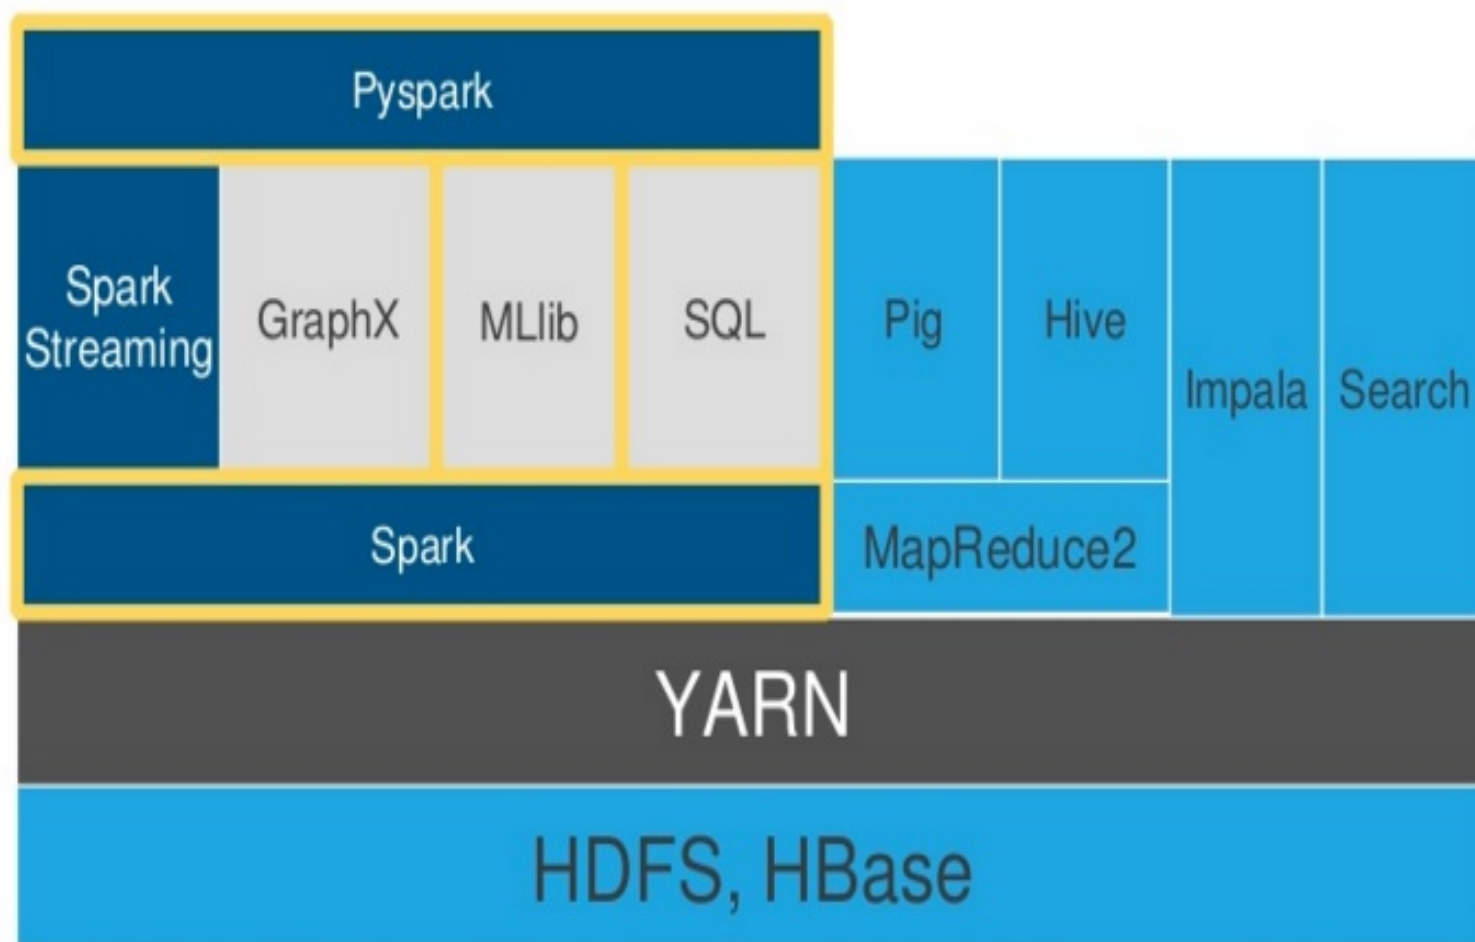 Pyspark
Spark
Streaming
GraphX
MLlib
SQL
Pig
Hive
Impala
Search
Spark
MapReduce2
YARN
HDFS, HBase